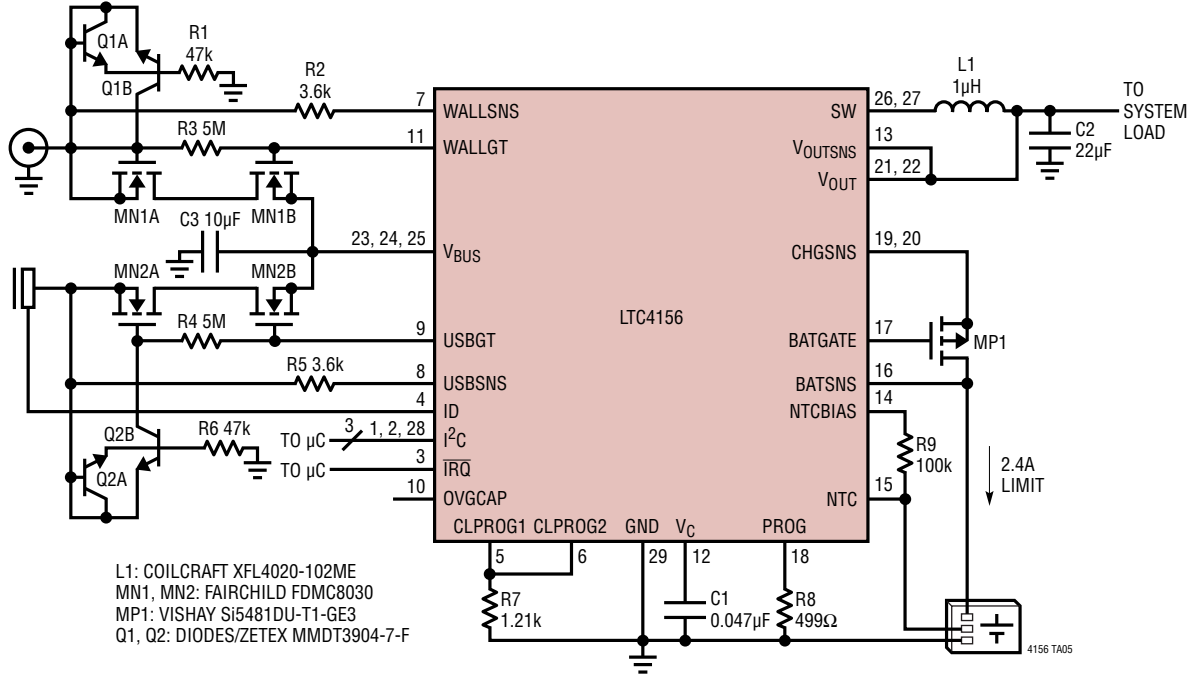 Q1A
R1
47k
Q1B
R2
3.6k
R3 5M
MN1A
MN1B
C3 10µF
MN2A
MN2B
R4 5M
R5 3.6k
Q2B
R6 47k
Q2A
TO µC
3
1, 2, 28
TO µC
7
11
23, 24, 25
9
8
4
3
10
WALLSNS
WALLGT
VBUS
USBGT
USBSNS
ID
I2C
IRQ
OVGCAP
LTC4156
SW
VOUTSNS
VOUT
CHGSNS
BATGATE
BATSNS
NTCBIAS
NTC
CLPROG1
CLPROG2
GND
VC
PROG
26, 27
13
21, 22
19, 20
17
16
14
15
5
6
29
12
18
L1
1µH
TO
SYSTEM
LOAD
C2
22µF
MP1
R9
100k
2.4A
LIMIT
R7
1.21k
C1
0.047µF
R8
499Ω
L1: COILCRAFT XFL4020-102ME
MN1, MN2: FAIRCHILD FDMC8030
MP1: VISHAY Si5481DU-T1-GE3
Q1, Q2: DIODES/ZETEX MMDT3904-7-F
4156 TA05